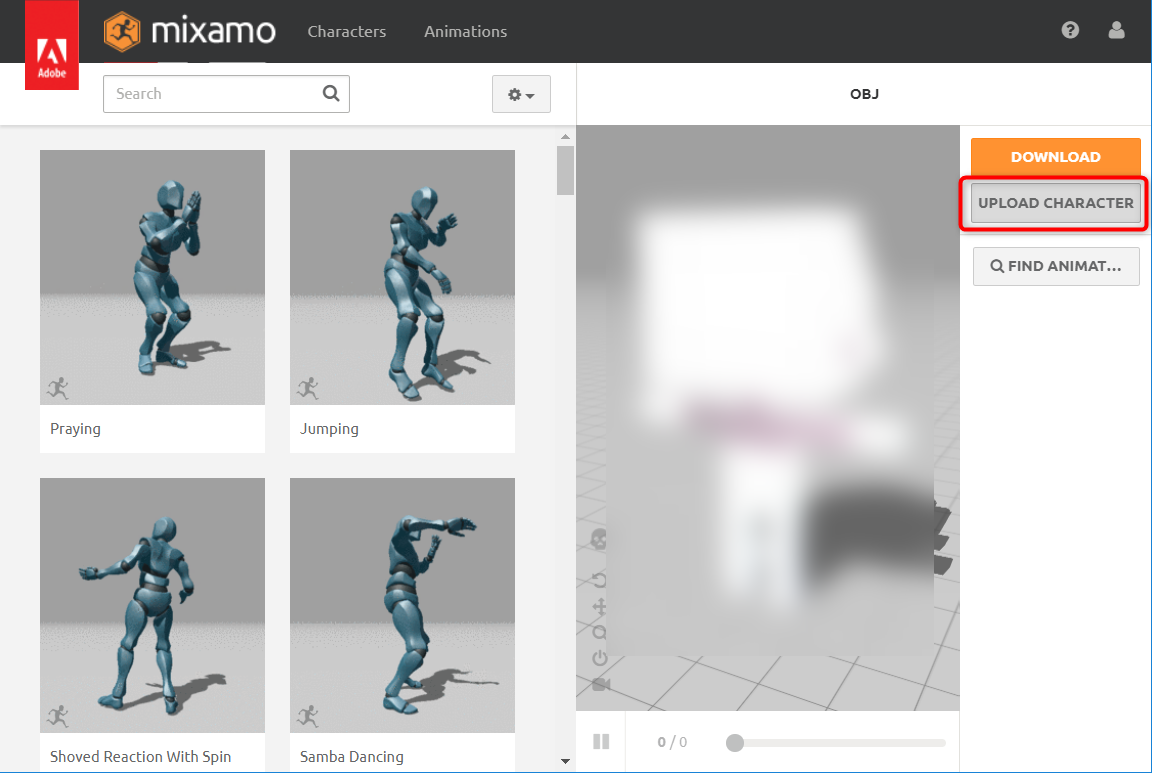 Adobe
mixamo
Characters
Animations
Search
OBJ
DOWNLOAD
UPLOAD CHARACTER
FIND ANIMAT...
Praying
Jumping
Shoved Reaction With Spin
Samba Dancing
0 / 0